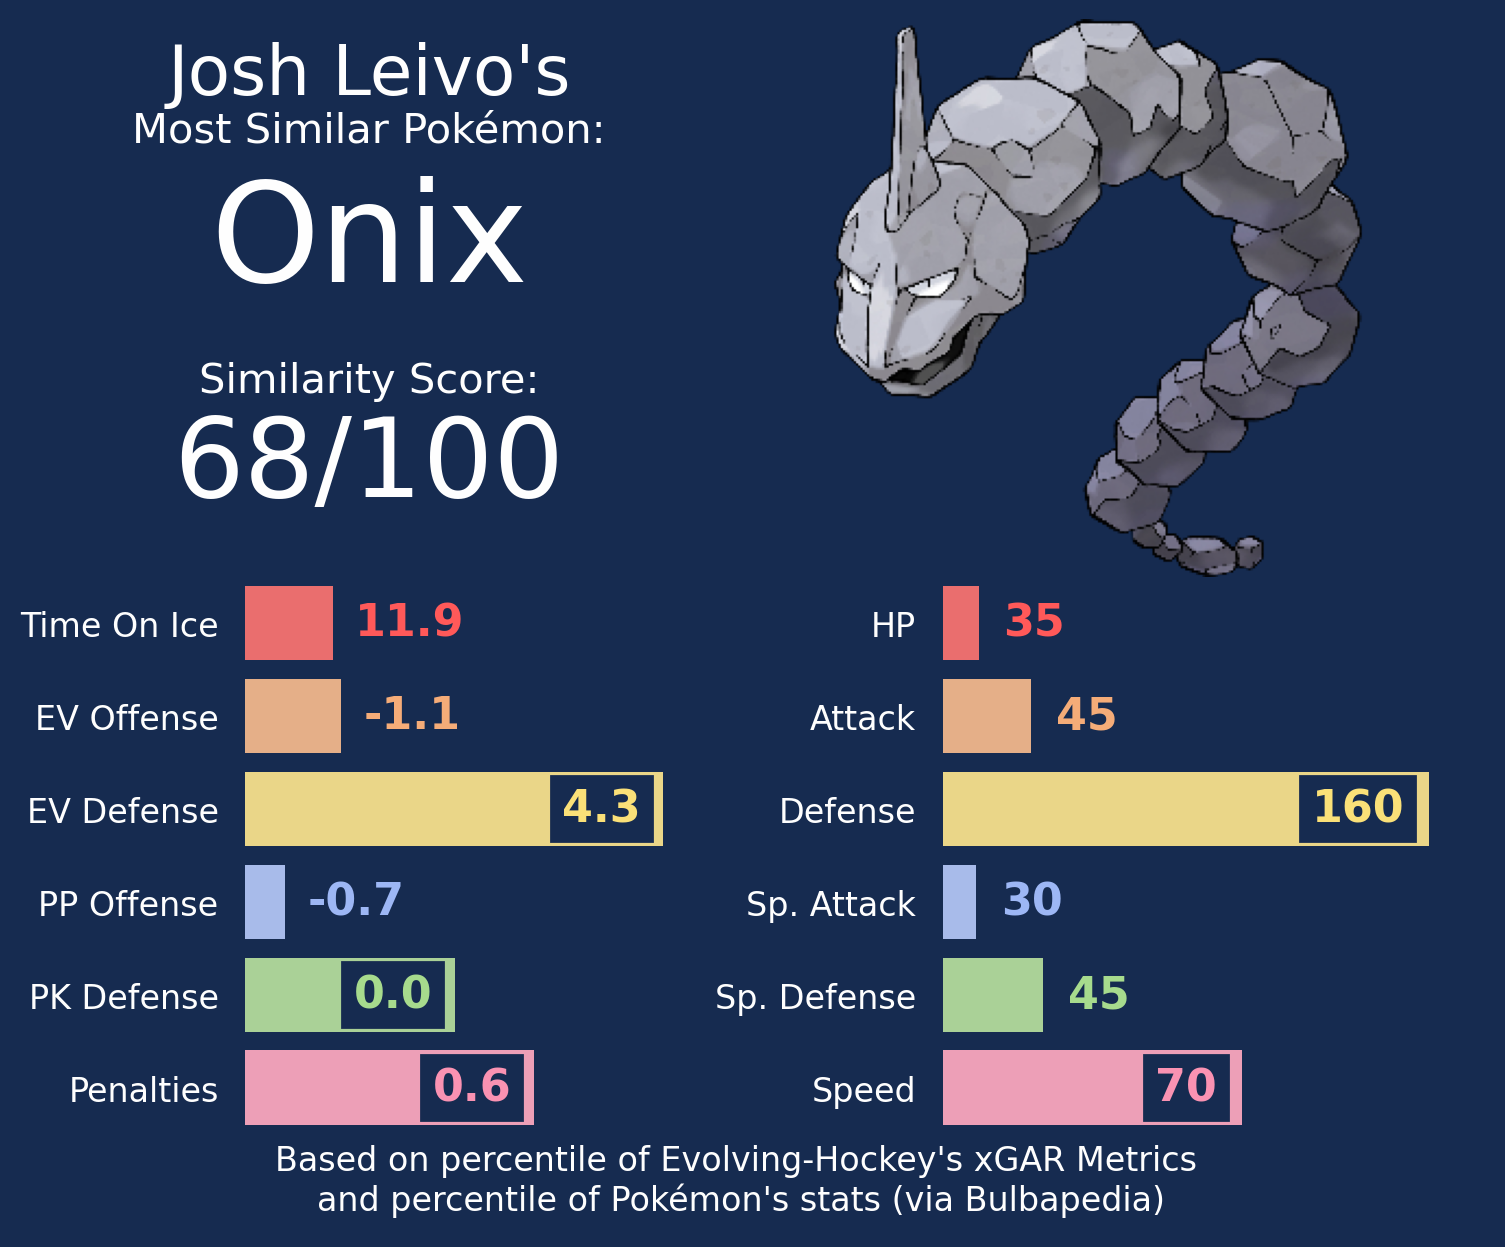 Josh Leivo's
Most Similar Pokémon:
Onix
Similarity Score:
68/100
Time On Ice 11.9
EV Offense -1.1
EV Defense 4.3
PP Offense -0.7
PK Defense 0.0
Penalties 0.6
HP 35
Attack 45
Defense 160
Sp. Attack 30
Sp. Defense 45
Speed 70
Based on percentile of Evolving-Hockey's xGAR Metrics
and percentile of Pokémon's stats (via Bulbapedia)